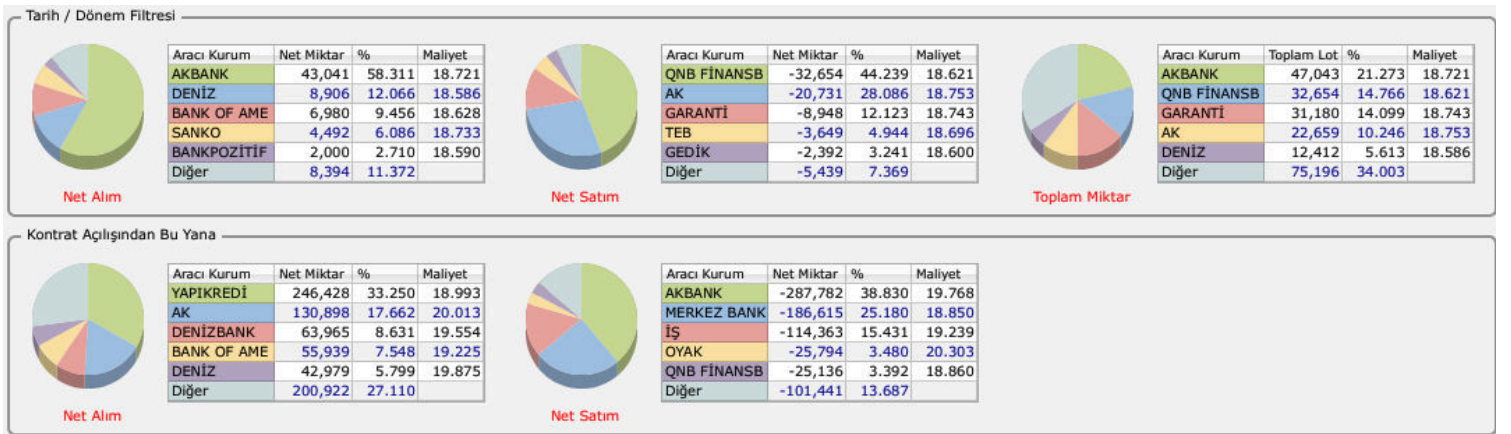 Tarih / Dönem Filtresi
Aracı Kurum Net Miktar % Maliyet
AKBANK 43,041 58.311 18.721
DENİZ 8,906 12.066 18.586
BANK OF AME 6,980 9.456 18.628
SANKO 4,492 6.086 18.733
BANKPOZİTİF 2,000 2.710 18.590
Diğer 8,394 11.372
Net Alım
Aracı Kurum Net Miktar % Maliyet
QNB FİNANSB -32,654 44.239 18.621
AK -20,731 28.086 18.753
GARANTİ -8,948 12.123 18.743
TEB -3,649 4.944 18.696
GEDİK -2,392 3.241 18.600
Diğer -5,439 7.369
Net Satım
Aracı Kurum Toplam Lot % Maliyet
AKBANK 47,043 21.273 18.721
QNB FİNANSB 32,654 14.766 18.621
GARANTİ 31,180 14.099 18.743
AK 22,659 10.246 18.753
DENİZ 12,412 5.613 18.586
Diğer 75,196 34.003
Toplam Miktar
Kontrat Açılışından Bu Yana
Aracı Kurum Net Miktar % Maliyet
YAPIKREDİ 246,428 33.250 18.993
AK 130,898 17.662 20.013
DENİZBANK 63,965 8.631 19.554
BANK OF AME 55,939 7.548 19.225
DENİZ 42,979 5.799 19.875
Diğer 200,922 27.110
Net Alım
Aracı Kurum Net Miktar % Maliyet
AKBANK -287,782 38.830 19.768
MERKEZ BANK -186,615 25.180 18.850
İŞ -114,363 15.431 19.239
OYAK -25,794 3.480 20.303
QNB FİNANSB -25,136 3.392 18.860
Diğer -101,441 13.687
Net Satım